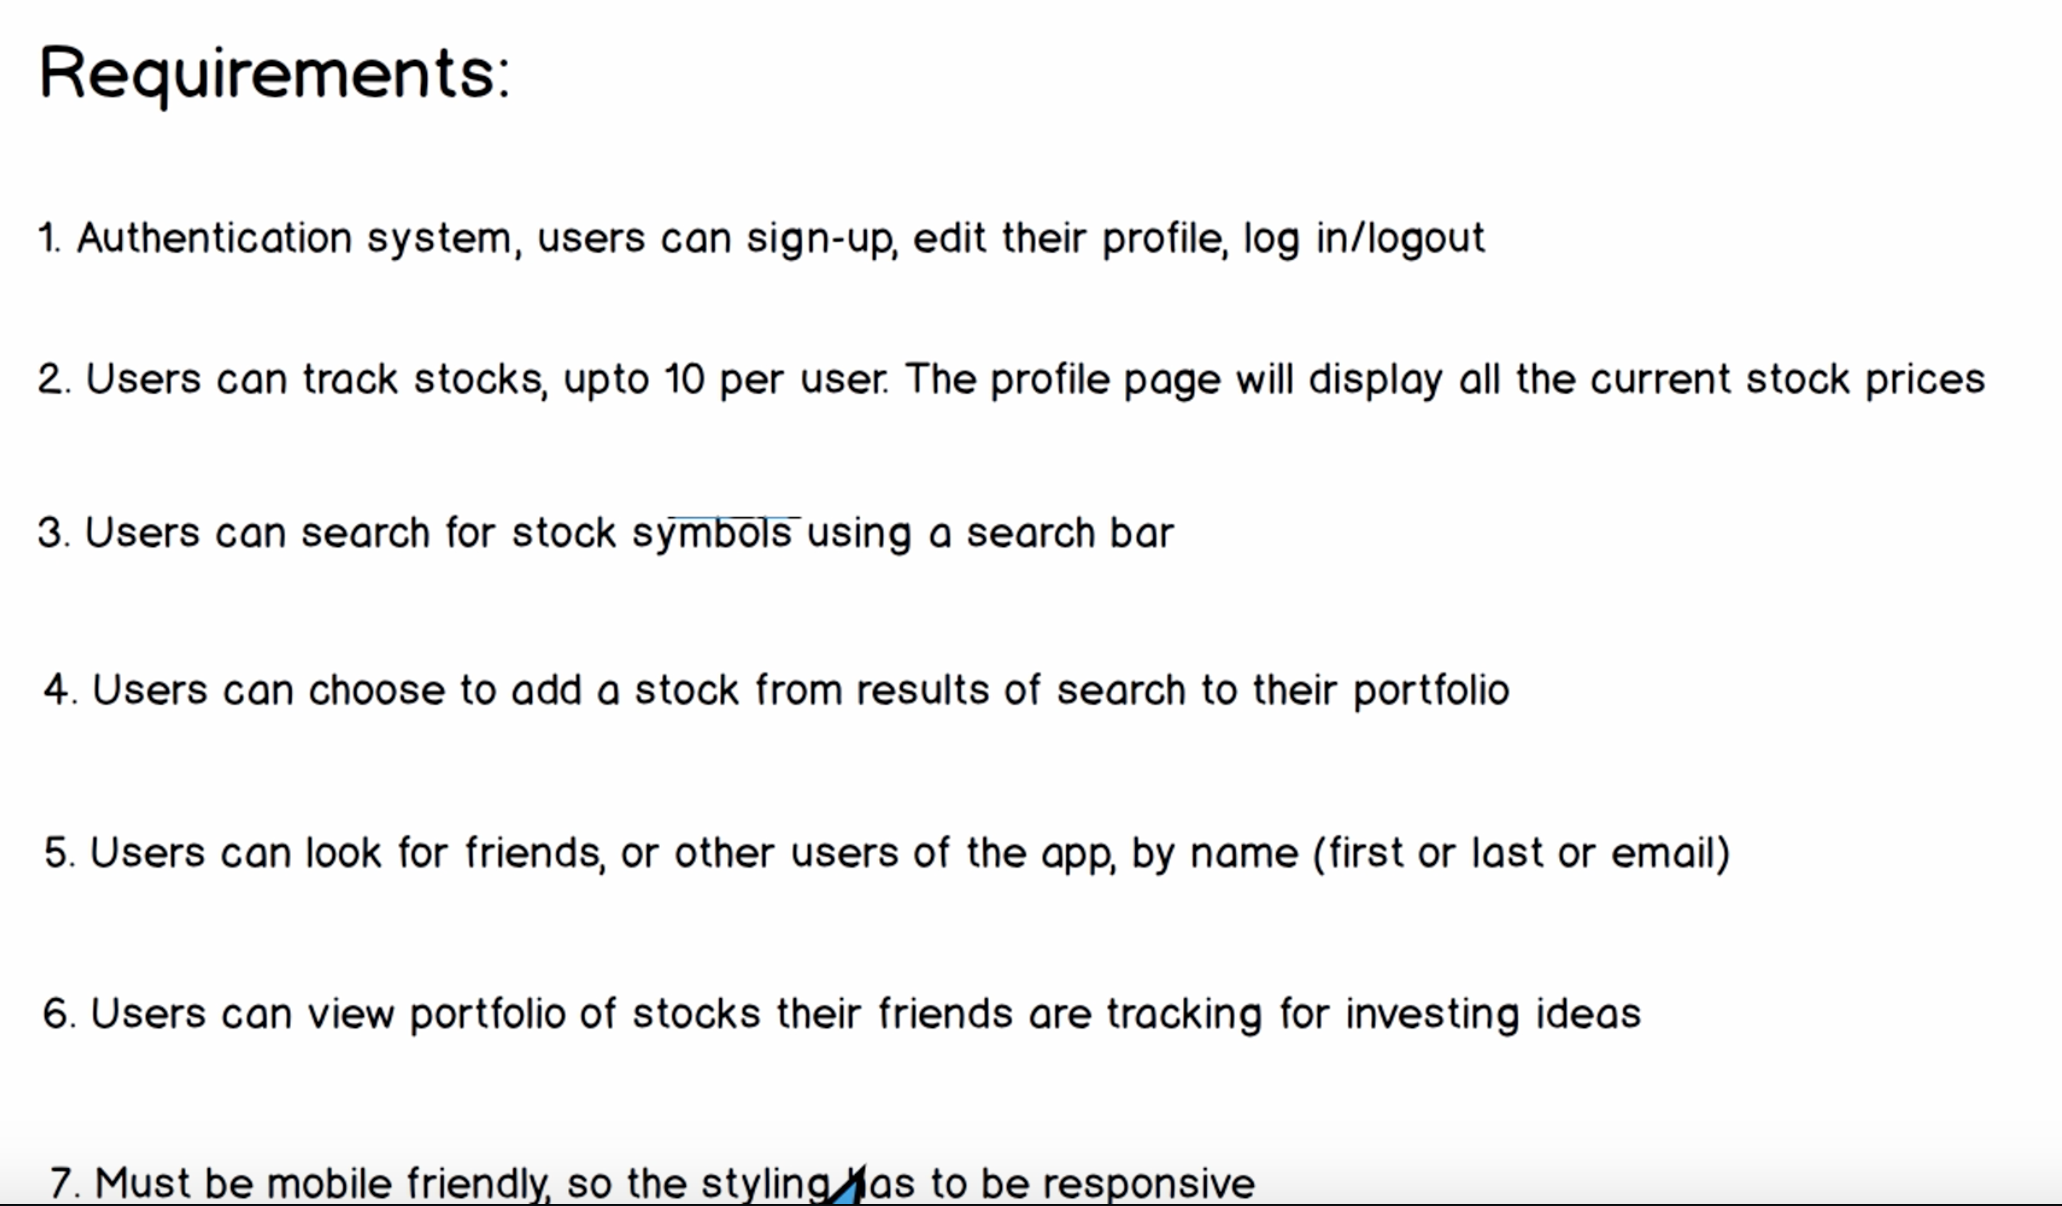 Requirements:
1. Authentication system, users can sign-up, edit their profile, log in/logout
2. Users can track stocks, upto 10 per user. The profile page will display all the current stock prices
3. Users can search for stock symbols using a search bar
4. Users can choose to add a stock from results of search to their portfolio
5. Users can look for friends, or other users of the app, by name (first or last or email)
6. Users can view portfolio of stocks their friends are tracking for investing ideas
7. Must be mobile friendly, so the styling has to be responsive